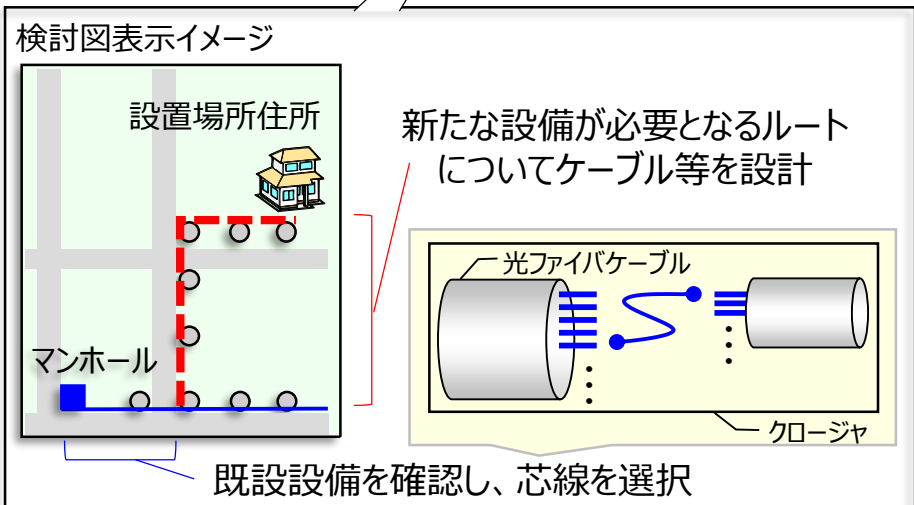 検討図表示イメージ
設置場所住所
新たな設備が必要となるルート
についてケーブル等を設計
光ファイバケーブル
マンホール
クロージャ
既設設備を確認し、芯線を選択